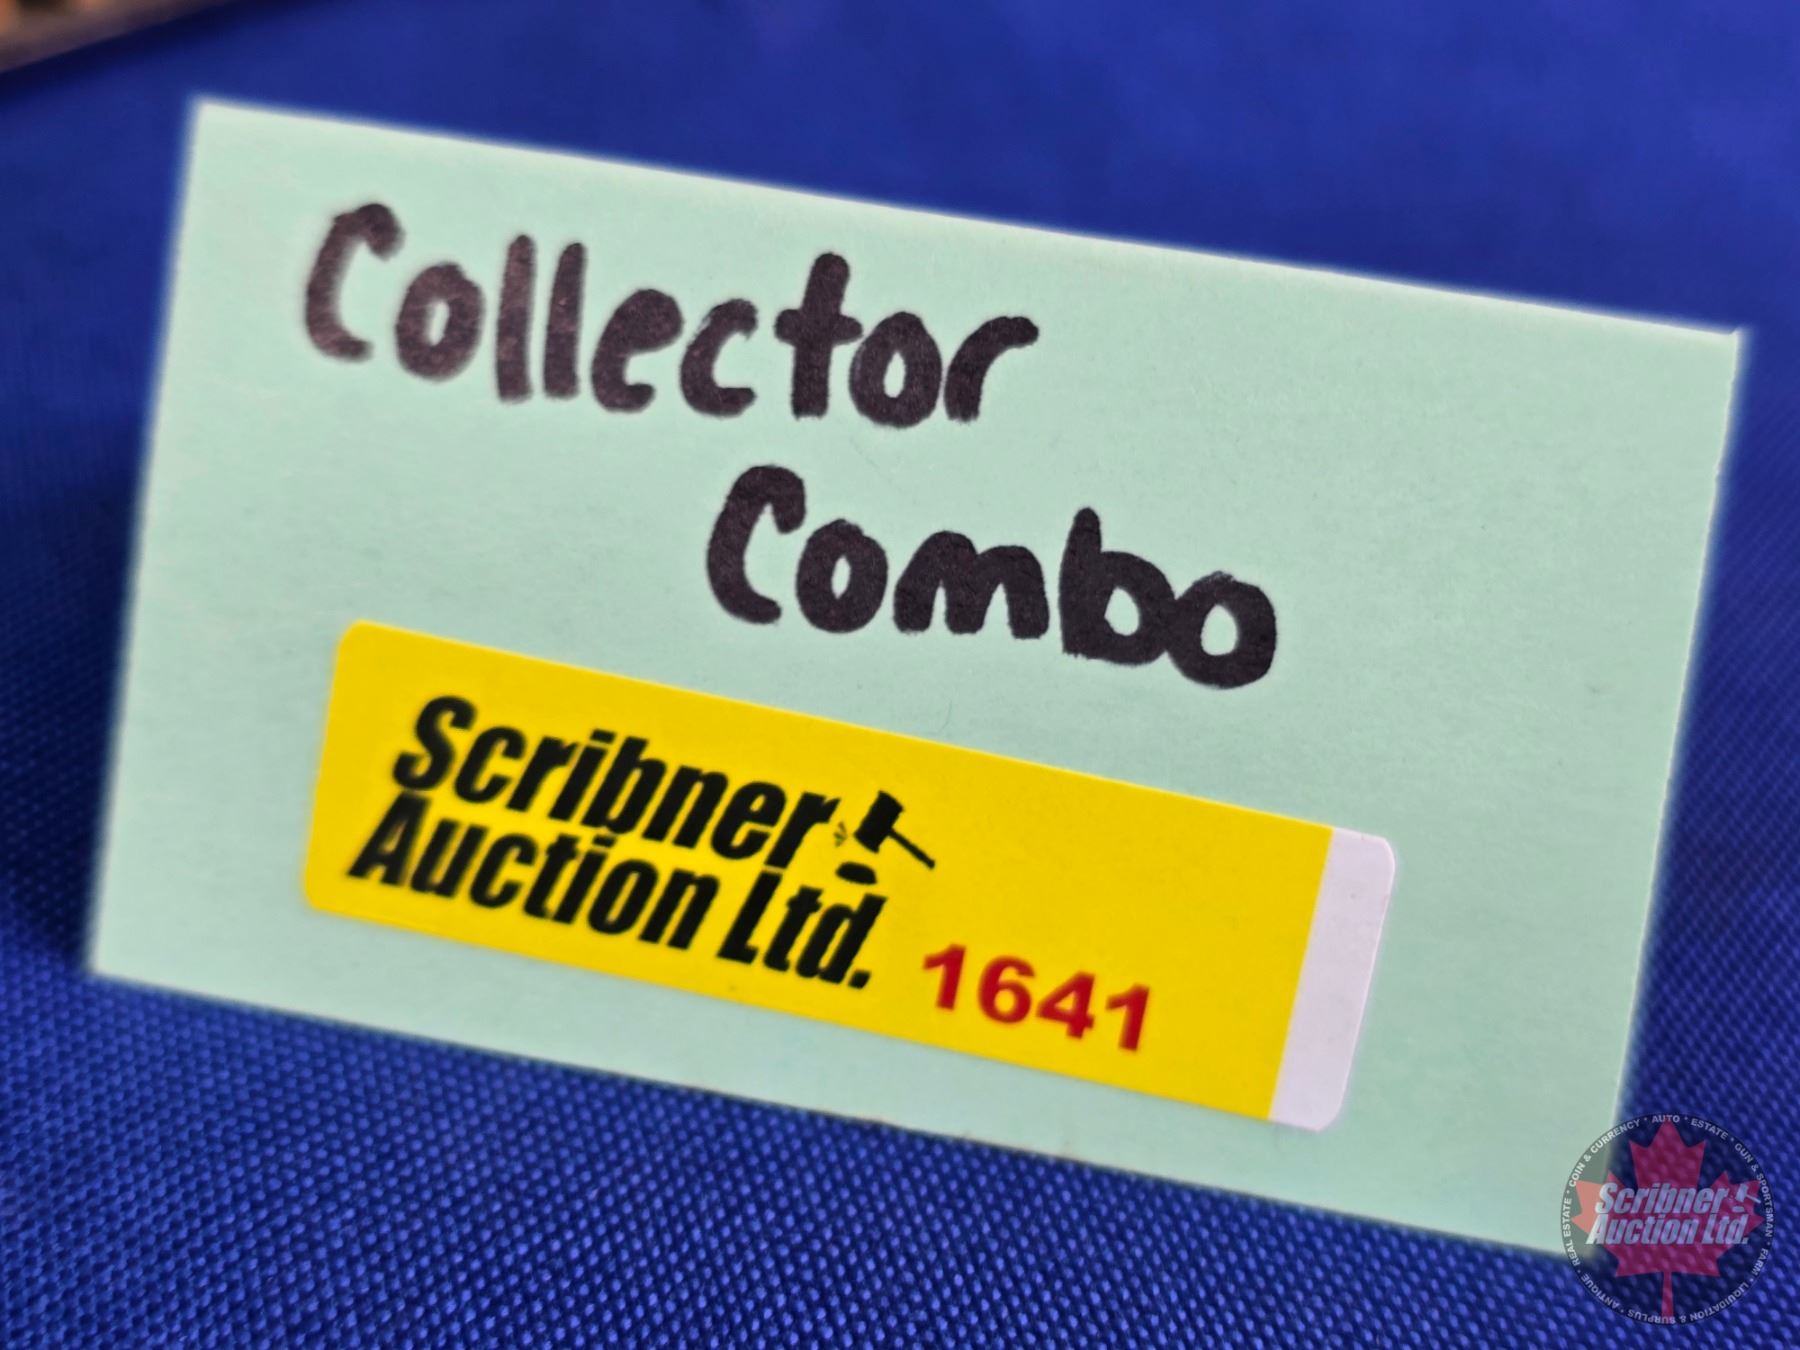 Collector
Combo
Scribner
Auction Ltd.
1641
Scribner
Auction Ltd.
COIN & CURRENCY * AUTO * ESTATE * GUN & SPORTSMAN * FARM * LIQUIDATION & SURPLUS * ANTIQUE * REAL ESTATE *